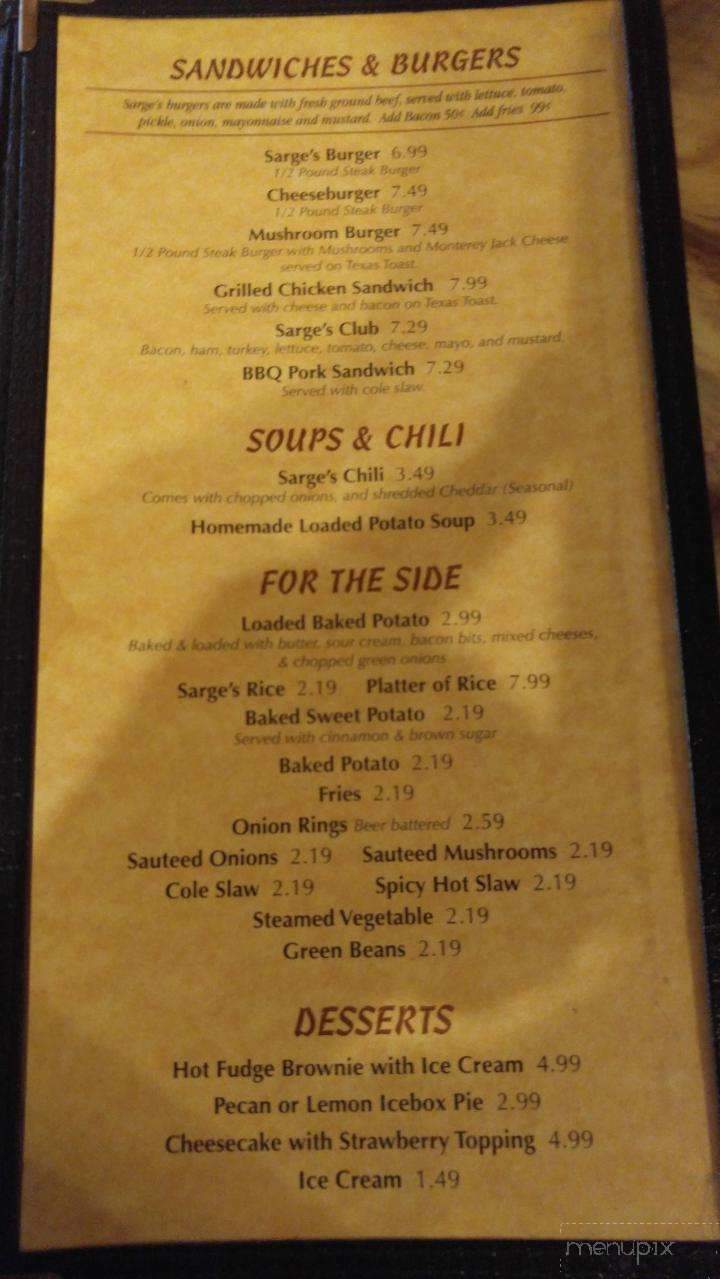 SANDWICHES & BURGERS
Sarge's burgers are made with fresh ground beef, served with lettuce, tomato,
pickle, onion, mayonnaise and mustard. Add Bacon 50¢ Add fries 99¢
Sarge's Burger 6.99
1/2 Pound Steak Burger
Cheeseburger 7.49
1/2 Pound Steak Burger
Mushroom Burger 7.49
1/2 Pound Steak Burger with Mushrooms and Monterey Jack Cheese
served on Texas Toast.
Grilled Chicken Sandwich 7.99
Served with cheese and bacon on Texas Toast.
Sarge's Club 7.29
Bacon, ham, turkey, lettuce, tomato, cheese, mayo, and mustard.
BBQ Pork Sandwich 7.29
Served with cole slaw.
SOUPS & CHILI
Sarge's Chili 3.49
Comes with chopped onions, and shredded Cheddar (Seasonal)
Homemade Loaded Potato Soup 3.49
FOR THE SIDE
Loaded Baked Potato 2.99
Baked & loaded with butter, sour cream, bacon bits, mixed cheeses,
& chopped green onions
Sarge's Rice 2.19 Platter of Rice 7.99
Baked Sweet Potato 2.19
Served with cinnamon & brown sugar
Baked Potato 2.19
Fries 2.19
Onion Rings Beer battered 2.59
Sauteed Onions 2.19 Sauteed Mushrooms 2.19
Cole Slaw 2.19 Spicy Hot Slaw 2.19
Steamed Vegetable 2.19
Green Beans 2.19
DESSERTS
Hot Fudge Brownie with Ice Cream 4.99
Pecan or Lemon Icebox Pie 2.99
Cheesecake with Strawberry Topping 4.99
Ice Cream 1.49
menupix